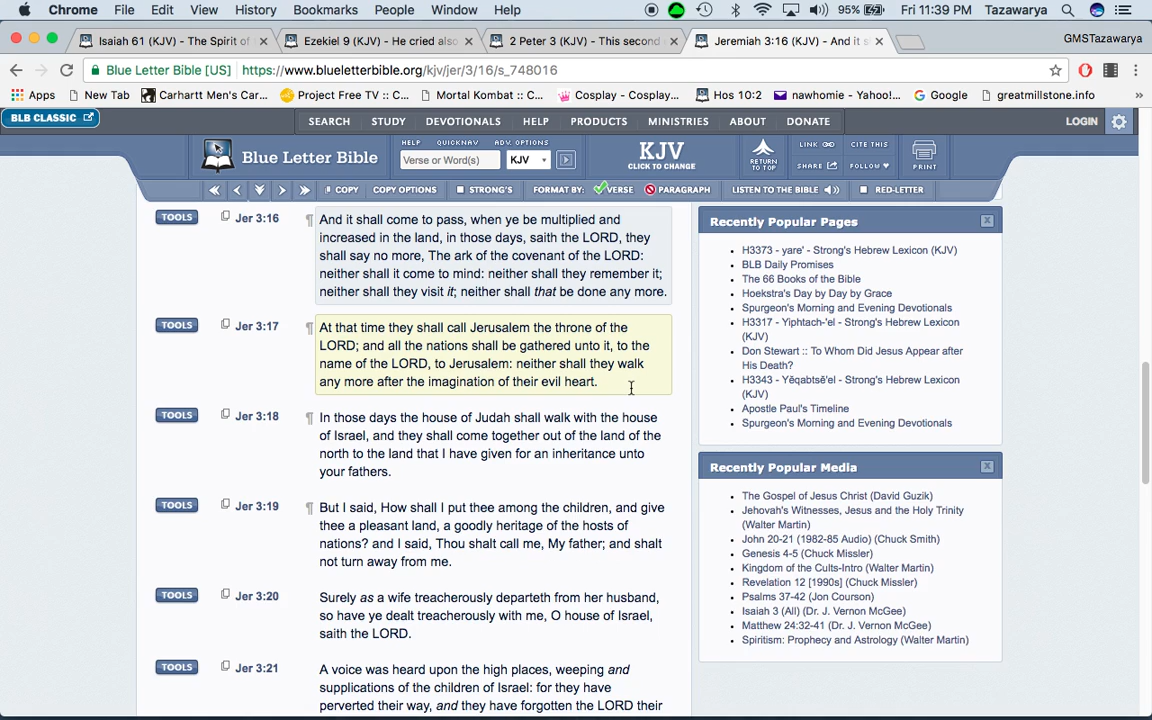 Chrome File Edit View History Bookmarks People Window Help 95% Fri 11:39 PM Tazawarya
Isaiah 61 (KJV) - The Spirit of
Ezekiel 9 (KJV) - He cried also
2 Peter 3 (KJV) - This second
Jeremiah 3:16 (KJV) - And it s
GMSTazawarya
Blue Letter Bible [US] https://www.blueletterbible.org/kjv/jer/3/16/s_748016
Apps New Tab Carhartt Men's Car... Project Free TV :: C... Mortal Kombat :: C... Cosplay - Cosplay... Hos 10:2 nawhomie - Yahoo!... Google greatmillstone.info »
BLB CLASSIC
SEARCH STUDY DEVOTIONALS HELP PRODUCTS MINISTRIES ABOUT DONATE LOGIN
Blue Letter Bible
HELP QUICKNAV ADV. OPTIONS
Verse or Word(s) KJV
KJV
CLICK TO CHANGE
RETURN
TO TOP
LINK CITE THIS
SHARE FOLLOW
PRINT
COPY COPY OPTIONS STRONG'S FORMAT BY: VERSE PARAGRAPH LISTEN TO THE BIBLE RED-LETTER
TOOLS Jer 3:16 ¶ And it shall come to pass, when ye be multiplied and
increased in the land, in those days, saith the LORD, they
shall say no more, The ark of the covenant of the LORD:
neither shall it come to mind: neither shall they remember it;
neither shall they visit it; neither shall that be done any more.
TOOLS Jer 3:17 ¶ At that time they shall call Jerusalem the throne of the
LORD; and all the nations shall be gathered unto it, to the
name of the LORD, to Jerusalem: neither shall they walk
any more after the imagination of their evil heart.
TOOLS Jer 3:18 ¶ In those days the house of Judah shall walk with the house
of Israel, and they shall come together out of the land of the
north to the land that I have given for an inheritance unto
your fathers.
TOOLS Jer 3:19 ¶ But I said, How shall I put thee among the children, and give
thee a pleasant land, a goodly heritage of the hosts of
nations? and I said, Thou shalt call me, My father; and shalt
not turn away from me.
TOOLS Jer 3:20 Surely as a wife treacherously departeth from her husband,
so have ye dealt treacherously with me, O house of Israel,
saith the LORD.
TOOLS Jer 3:21 A voice was heard upon the high places, weeping and
supplications of the children of Israel: for they have
perverted their way, and they have forgotten the LORD their
Recently Popular Pages
H3373 - yare' - Strong's Hebrew Lexicon (KJV)
BLB Daily Promises
The 66 Books of the Bible
Hoekstra's Day by Day by Grace
Spurgeon's Morning and Evening Devotionals
H3317 - Yiphtach-'el - Strong's Hebrew Lexicon
(KJV)
Don Stewart :: To Whom Did Jesus Appear after
His Death?
H3343 - Yĕqabtsĕ'el - Strong's Hebrew Lexicon
(KJV)
Apostle Paul's Timeline
Spurgeon's Morning and Evening Devotionals
Recently Popular Media
The Gospel of Jesus Christ (David Guzik)
Jehovah's Witnesses, Jesus and the Holy Trinity
(Walter Martin)
John 20-21 (1982-85 Audio) (Chuck Smith)
Genesis 4-5 (Chuck Missler)
Kingdom of the Cults-Intro (Walter Martin)
Revelation 12 [1990s] (Chuck Missler)
Psalms 37-42 (Jon Courson)
Isaiah 3 (All) (Dr. J. Vernon McGee)
Matthew 24:32-41 (Dr. J. Vernon McGee)
Spiritism: Prophecy and Astrology (Walter Martin)